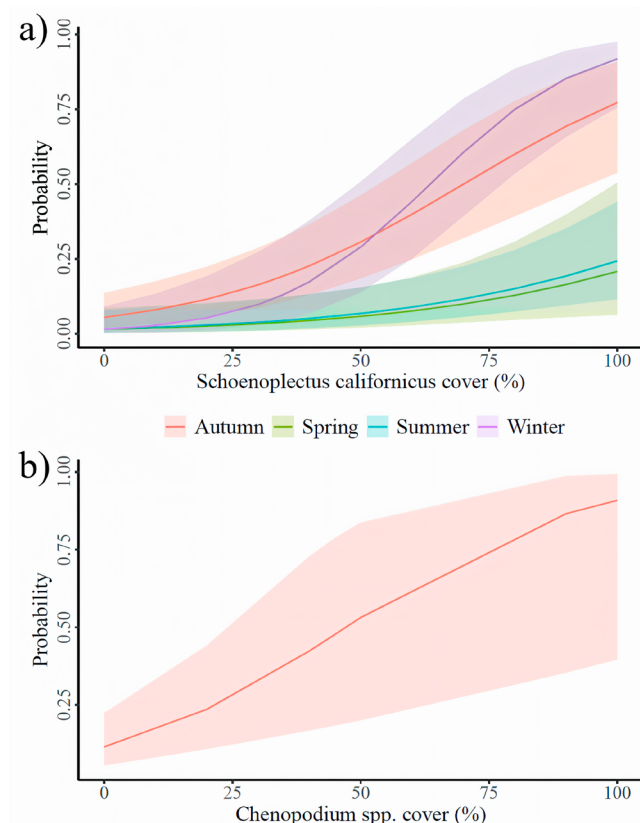 a)
1.00
0.75
0.50
0.25
0.00
Probability
0 25 50 75 100
Schoenoplectus californicus cover (%)
Autumn Spring Summer Winter
b)
1.00
0.75
0.50
0.25
Probability
0 25 50 75 100
Chenopodium spp. cover (%)